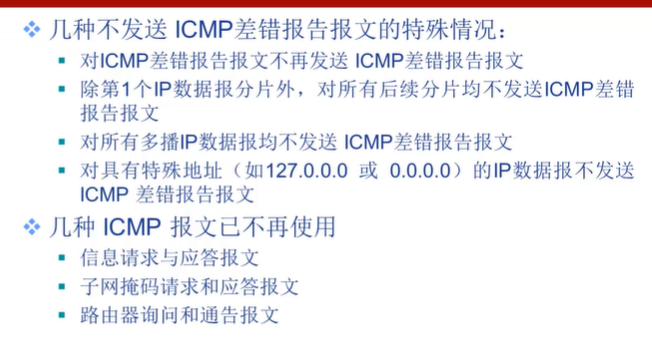 几种不发送 ICMP差错报告报文的特殊情况：
对ICMP差错报告报文不再发送 ICMP差错报告报文
除第1个IP数据报分片外，对所有后续分片均不发送ICMP差错
报告报文
对所有多播IP数据报均不发送 ICMP差错报告报文
对具有特殊地址（如127.0.0.0 或 0.0.0.0）的IP数据报不发送
ICMP 差错报告报文
几种 ICMP 报文已不再使用
信息请求与应答报文
子网掩码请求和应答报文
路由器询问和通告报文